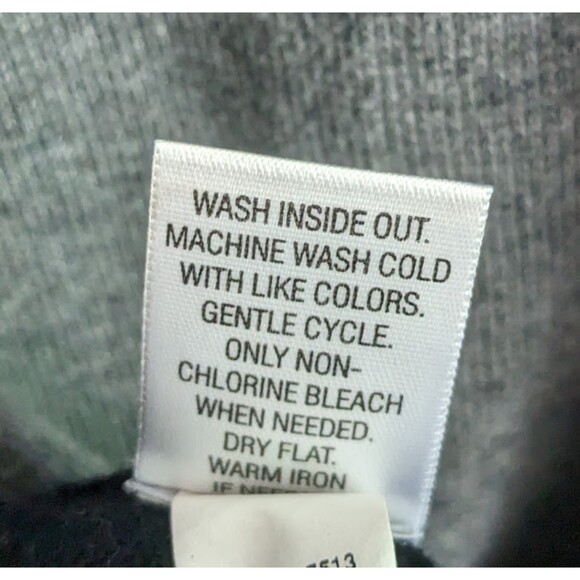 WASH INSIDE OUT.
MACHINE WASH COLD
WITH LIKE COLORS.
GENTLE CYCLE.
ONLY NON-
CHLORINE BLEACH
WHEN NEEDED.
DRY FLAT.
WARM IRON
IF